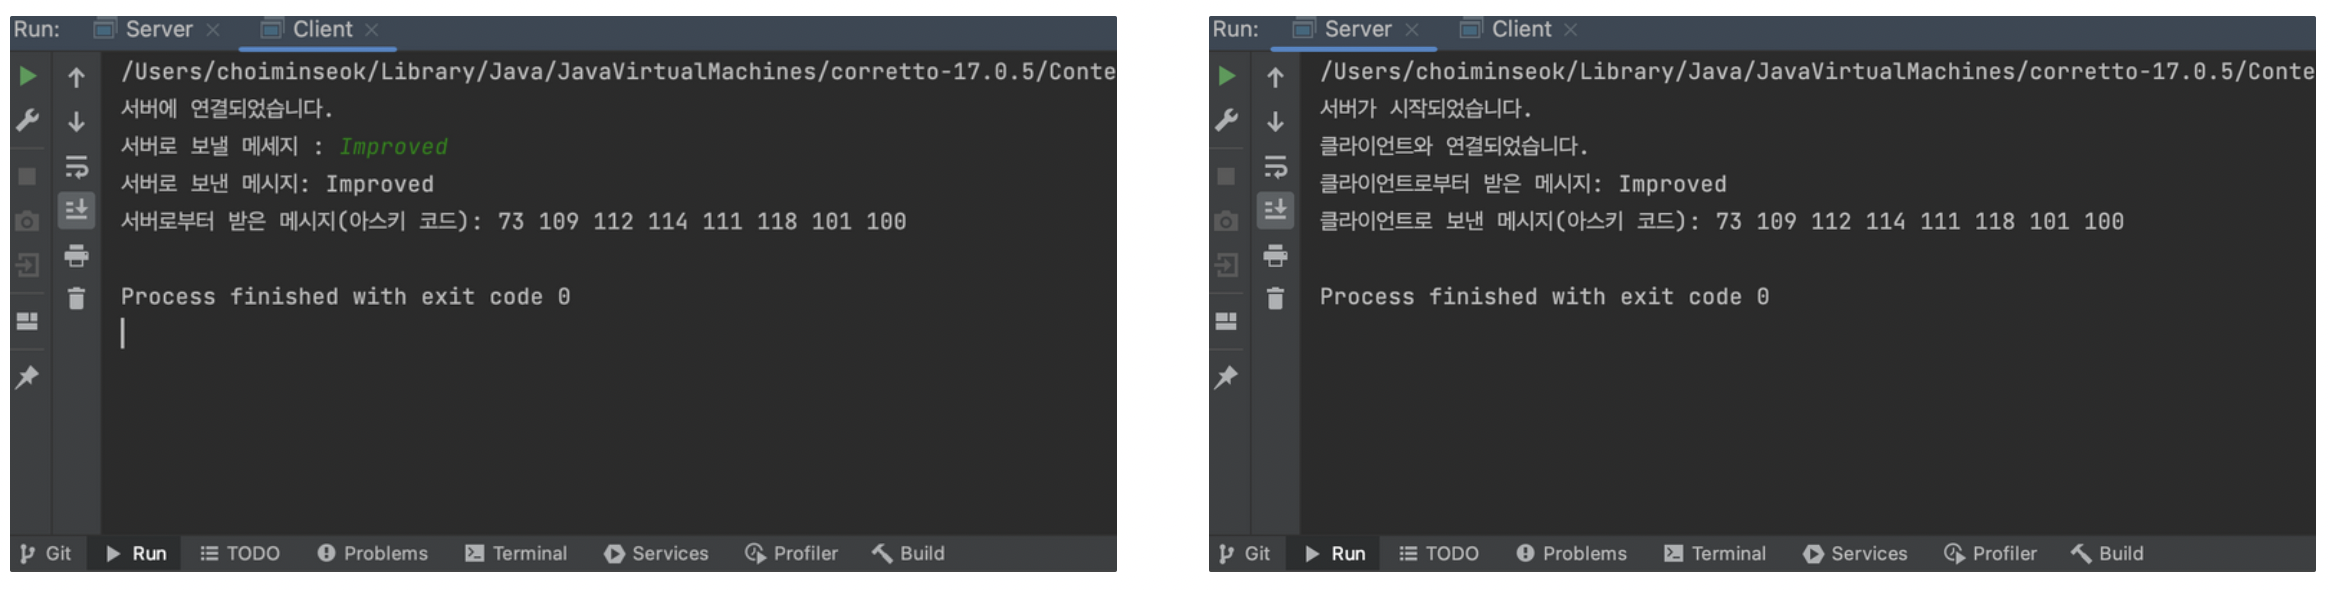 Run: Server × Client ×
/Users/choiminseok/Library/Java/JavaVirtualMachines/corretto-17.0.5/Conte
서버에 연결되었습니다.
서버로 보낼 메세지 : Improved
서버로 보낸 메시지: Improved
서버로부터 받은 메시지(아스키 코드): 73 109 112 114 111 118 101 100
Process finished with exit code 0
Git Run TODO Problems Terminal Services Profiler Build
Run: Server × Client ×
/Users/choiminseok/Library/Java/JavaVirtualMachines/corretto-17.0.5/Conte
서버가 시작되었습니다.
클라이언트와 연결되었습니다.
클라이언트로부터 받은 메시지: Improved
클라이언트로 보낸 메시지(아스키 코드): 73 109 112 114 111 118 101 100
Process finished with exit code 0
Git Run TODO Problems Terminal Services Profiler Build